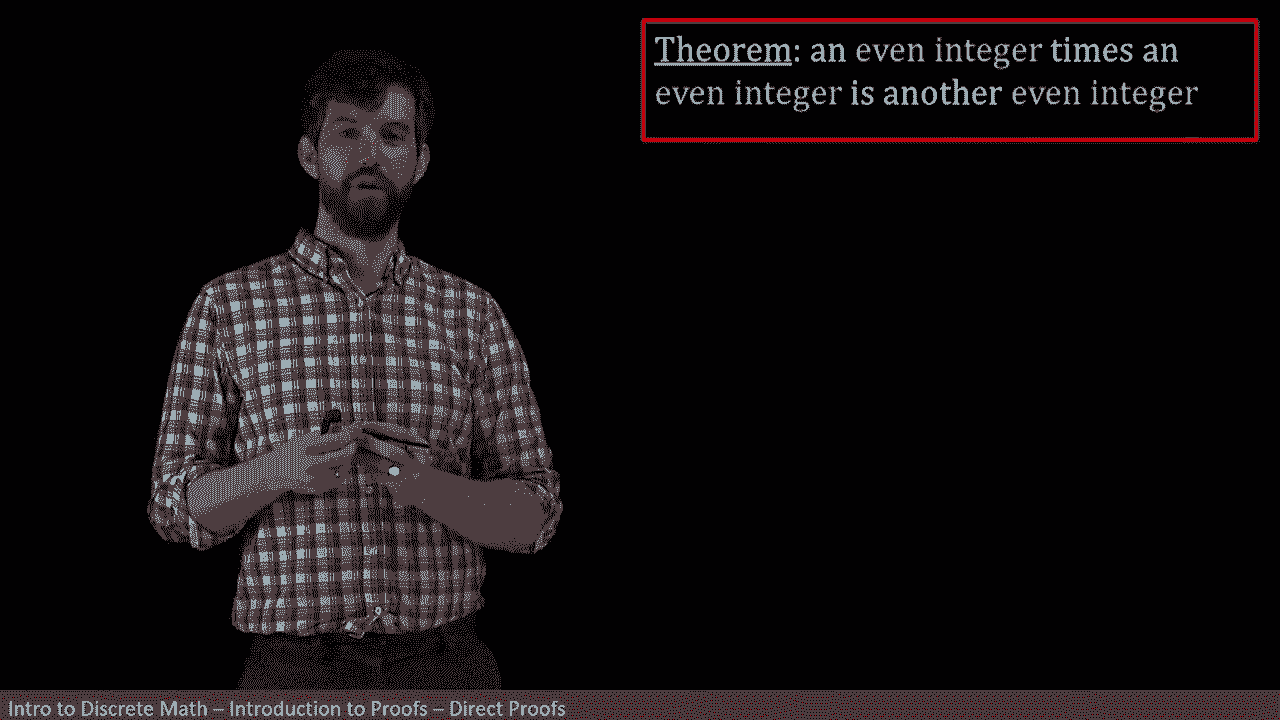 Theorem: an even integer times an
even integer is another even integer
Intro to Discrete Math – Introduction to Proofs – Direct Proofs